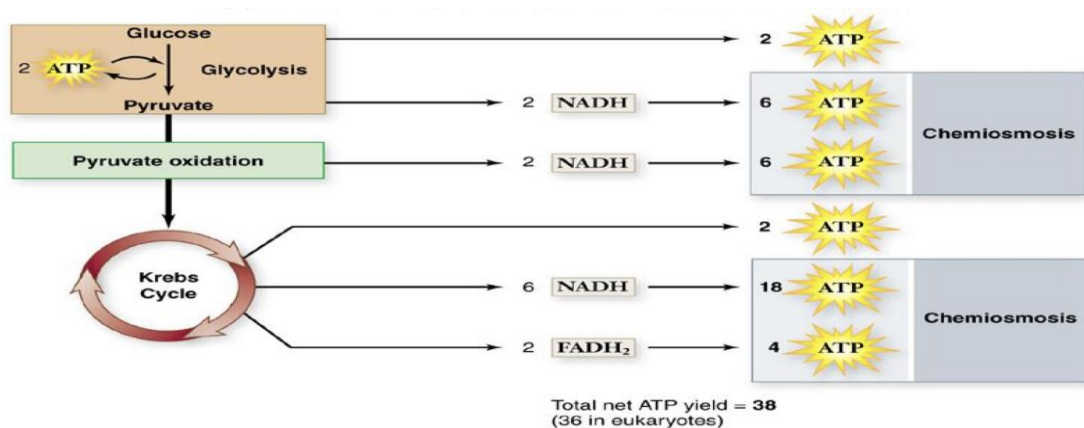 Glucose
2 ATP
Glycolysis
Pyruvate
2 ATP
2 NADH
6 ATP
Chemiosmosis
Pyruvate oxidation
2 NADH
6 ATP
2 ATP
Krebs
Cycle
6 NADH
18 ATP
Chemiosmosis
2 FADH₂
4 ATP
Total net ATP yield = 38
(36 in eukaryotes)